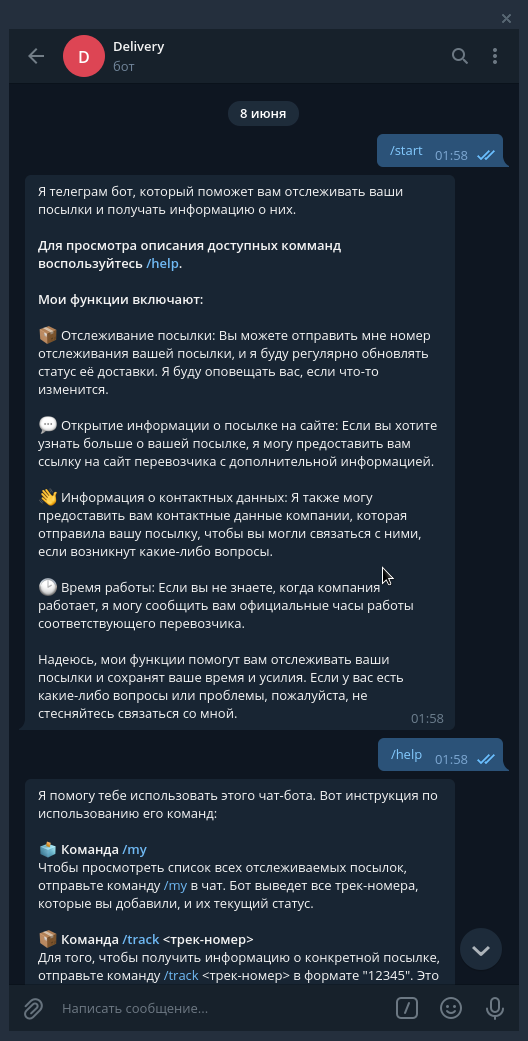 Delivery
D
бот
8 июня
/start 01:58
Я телеграм бот, который поможет вам отслеживать ваши
посылки и получать информацию о них.
Для просмотра описания доступных комманд
воспользуйтесь /help.
Мои функции включают:
📦 Отслеживание посылки: Вы можете отправить мне номер
отслеживания вашей посылки, и я буду регулярно обновлять
статус её доставки. Я буду оповещать вас, если что-то
изменится.
💬 Открытие информации о посылке на сайте: Если вы хотите
узнать больше о вашей посылке, я могу предоставить вам
ссылку на сайт перевозчика с дополнительной информацией.
👋 Информация о контактных данных: Я также могу
предоставить вам контактные данные компании, которая
отправила вашу посылку, чтобы вы могли связаться с ними,
если возникнут какие-либо вопросы.
🕑 Время работы: Если вы не знаете, когда компания
работает, я могу сообщить вам официальные часы работы
соответствующего перевозчика.
Надеюсь, мои функции помогут вам отслеживать ваши
посылки и сохранят ваше время и усилия. Если у вас есть
какие-либо вопросы или проблемы, пожалуйста, не
стесняйтесь связаться со мной. 01:58
/help 01:58
Я помогу тебе использовать этого чат-бота. Вот инструкция по
использованию его команд:
🗳 Команда /my
Чтобы просмотреть список всех отслеживаемых посылок,
отправьте команду /my в чат. Бот выведет все трек-номера,
которые вы добавили, и их текущий статус.
📦 Команда /track <трек-номер>
Для того, чтобы получить информацию о конкретной посылке,
отправьте команду /track <трек-номер> в формате "12345". Это
Написать сообщение...